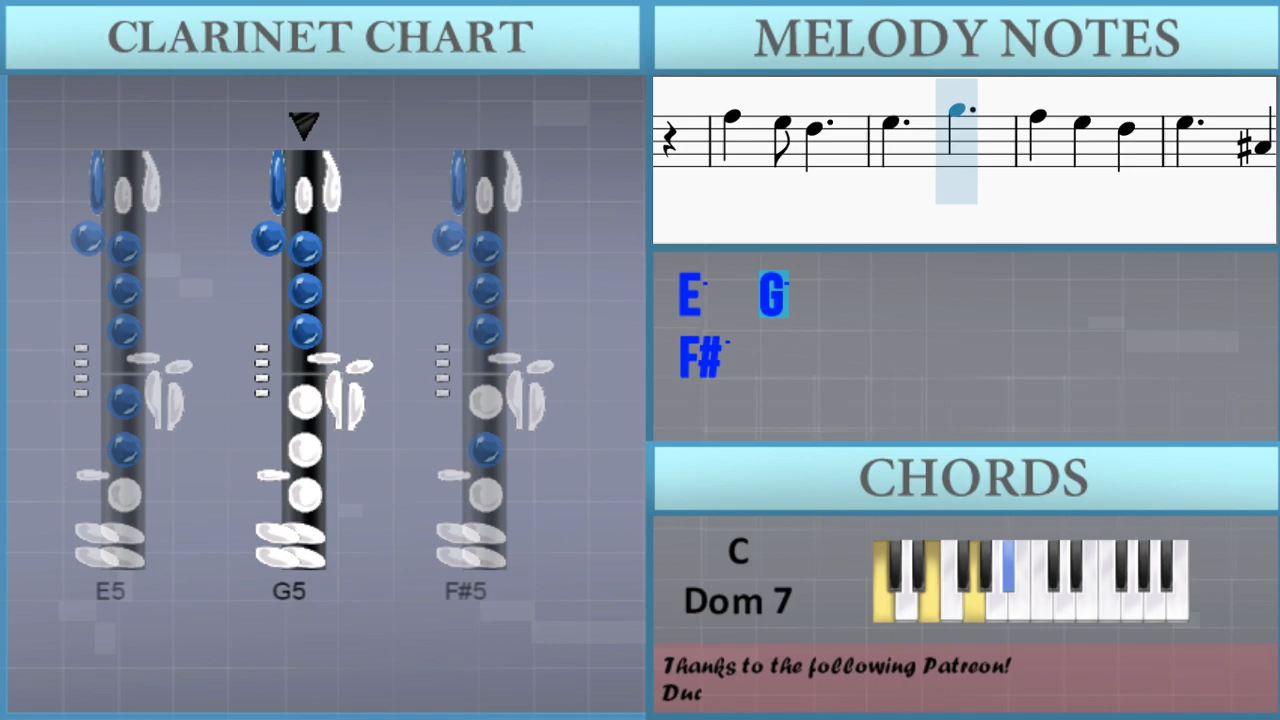 CLARINET CHART
E5 G5 F#5
MELODY NOTES
E- G-
F#-
CHORDS
C
Dom 7
Thanks to the following Patreon!
Duc